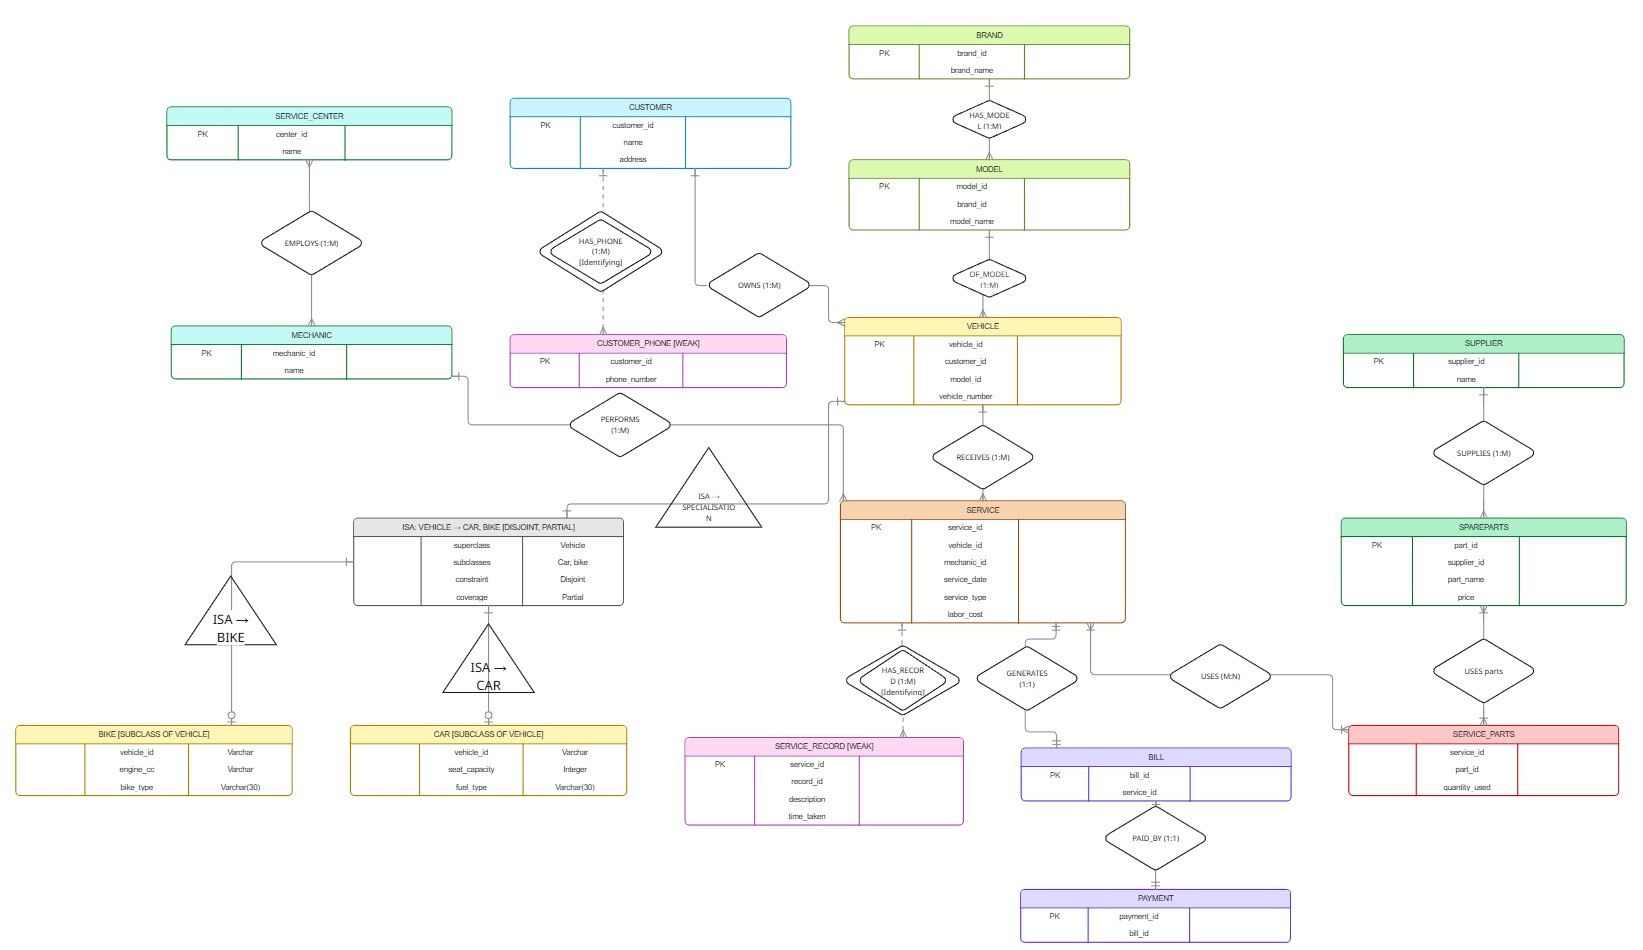 BRAND
PK
brand_id
brand_name
HAS_MODE
L (1:M)
SERVICE_CENTER
PK
center_id
name
CUSTOMER
PK
customer_id
name
address
MODEL
PK
model_id
brand_id
model_name
EMPLOYS (1:M)
HAS_PHONE
(1:M)
[Identifying]
OWNS (1:M)
OF_MODEL
(1:M)
MECHANIC
PK
mechanic_id
name
CUSTOMER_PHONE [WEAK]
PK
customer_id
phone_number
VEHICLE
PK
vehicle_id
customer_id
model_id
vehicle_number
SUPPLIER
PK
supplier_id
name
PERFORMS
(1:M)
RECEIVES (1:M)
SUPPLIES (1:M)
ISA →
SPECIALISATIO
N
ISA: VEHICLE → CAR, BIKE [DISJOINT, PARTIAL]
superclass Vehicle
subclasses Car, bike
constraint Disjoint
coverage Partial
SERVICE
PK
service_id
vehicle_id
mechanic_id
service_date
service_type
labor_cost
SPAREPARTS
PK
part_id
supplier_id
part_name
price
ISA →
BIKE
ISA →
CAR
HAS_RECOR
D (1:M)
[Identifying]
GENERATES
(1:1)
USES (M:N)
USES parts
BIKE [SUBCLASS OF VEHICLE]
vehicle_id Varchar
engine_cc Varchar
bike_type Varchar(30)
CAR [SUBCLASS OF VEHICLE]
vehicle_id Varchar
seat_capacity Integer
fuel_type Varchar(30)
SERVICE_RECORD [WEAK]
PK
service_id
record_id
description
time_taken
BILL
PK
bill_id
service_id
SERVICE_PARTS
service_id
part_id
quantity_used
PAID_BY (1:1)
PAYMENT
PK
payment_id
bill_id